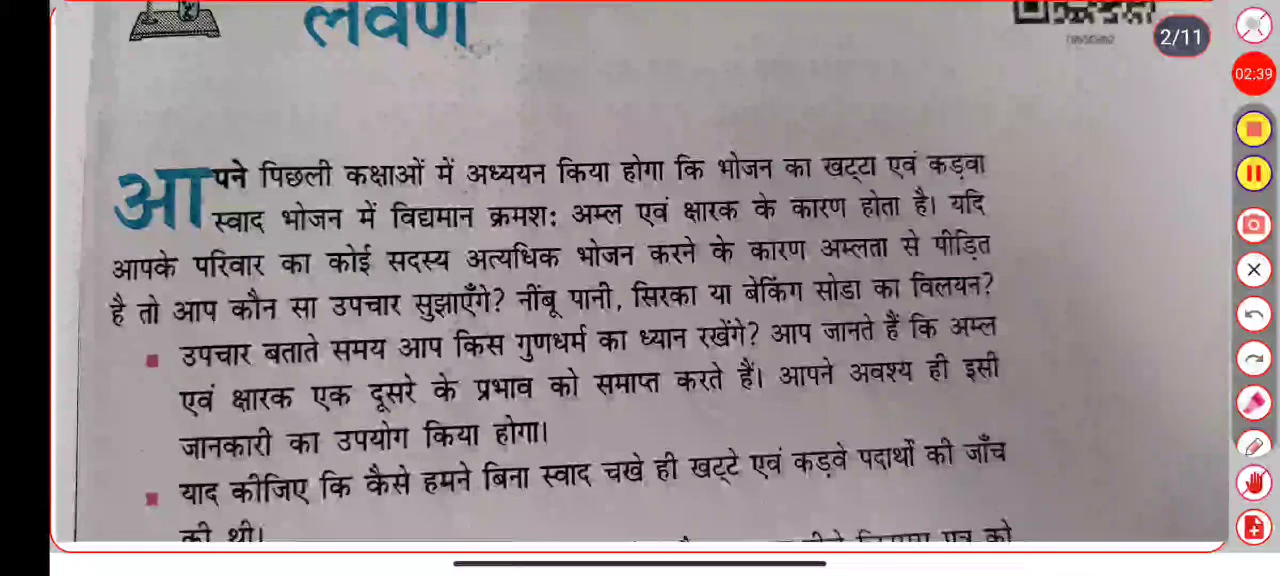 लवण
2/11
02:39
आपने पिछली कक्षाओं में अध्ययन किया होगा कि भोजन का खट्टा एवं कड़वा
स्वाद भोजन में विद्यमान क्रमश: अम्ल एवं क्षारक के कारण होता है। यदि
आपके परिवार का कोई सदस्य अत्यधिक भोजन करने के कारण अम्लता से पीड़ित
है तो आप कौन सा उपचार सुझाएँगे? नींबू पानी, सिरका या बेकिंग सोडा का विलयन?
■ उपचार बताते समय आप किस गुणधर्म का ध्यान रखेंगे? आप जानते हैं कि अम्ल
एवं क्षारक एक दूसरे के प्रभाव को समाप्त करते हैं। आपने अवश्य ही इसी
जानकारी का उपयोग किया होगा।
■ याद कीजिए कि कैसे हमने बिना स्वाद चखे ही खट्टे एवं कड़वे पदार्थों की जाँच
की थी।
पत्र को